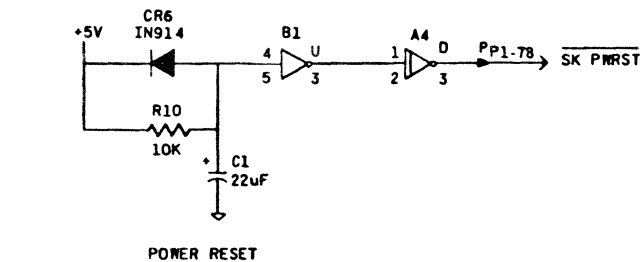 CR6
+5V IN914
B1
A4
4 U
5 3
1 D
2 3
P P1-78
SK PWRST
R10
10K
+ C1
22uF
POWER RESET